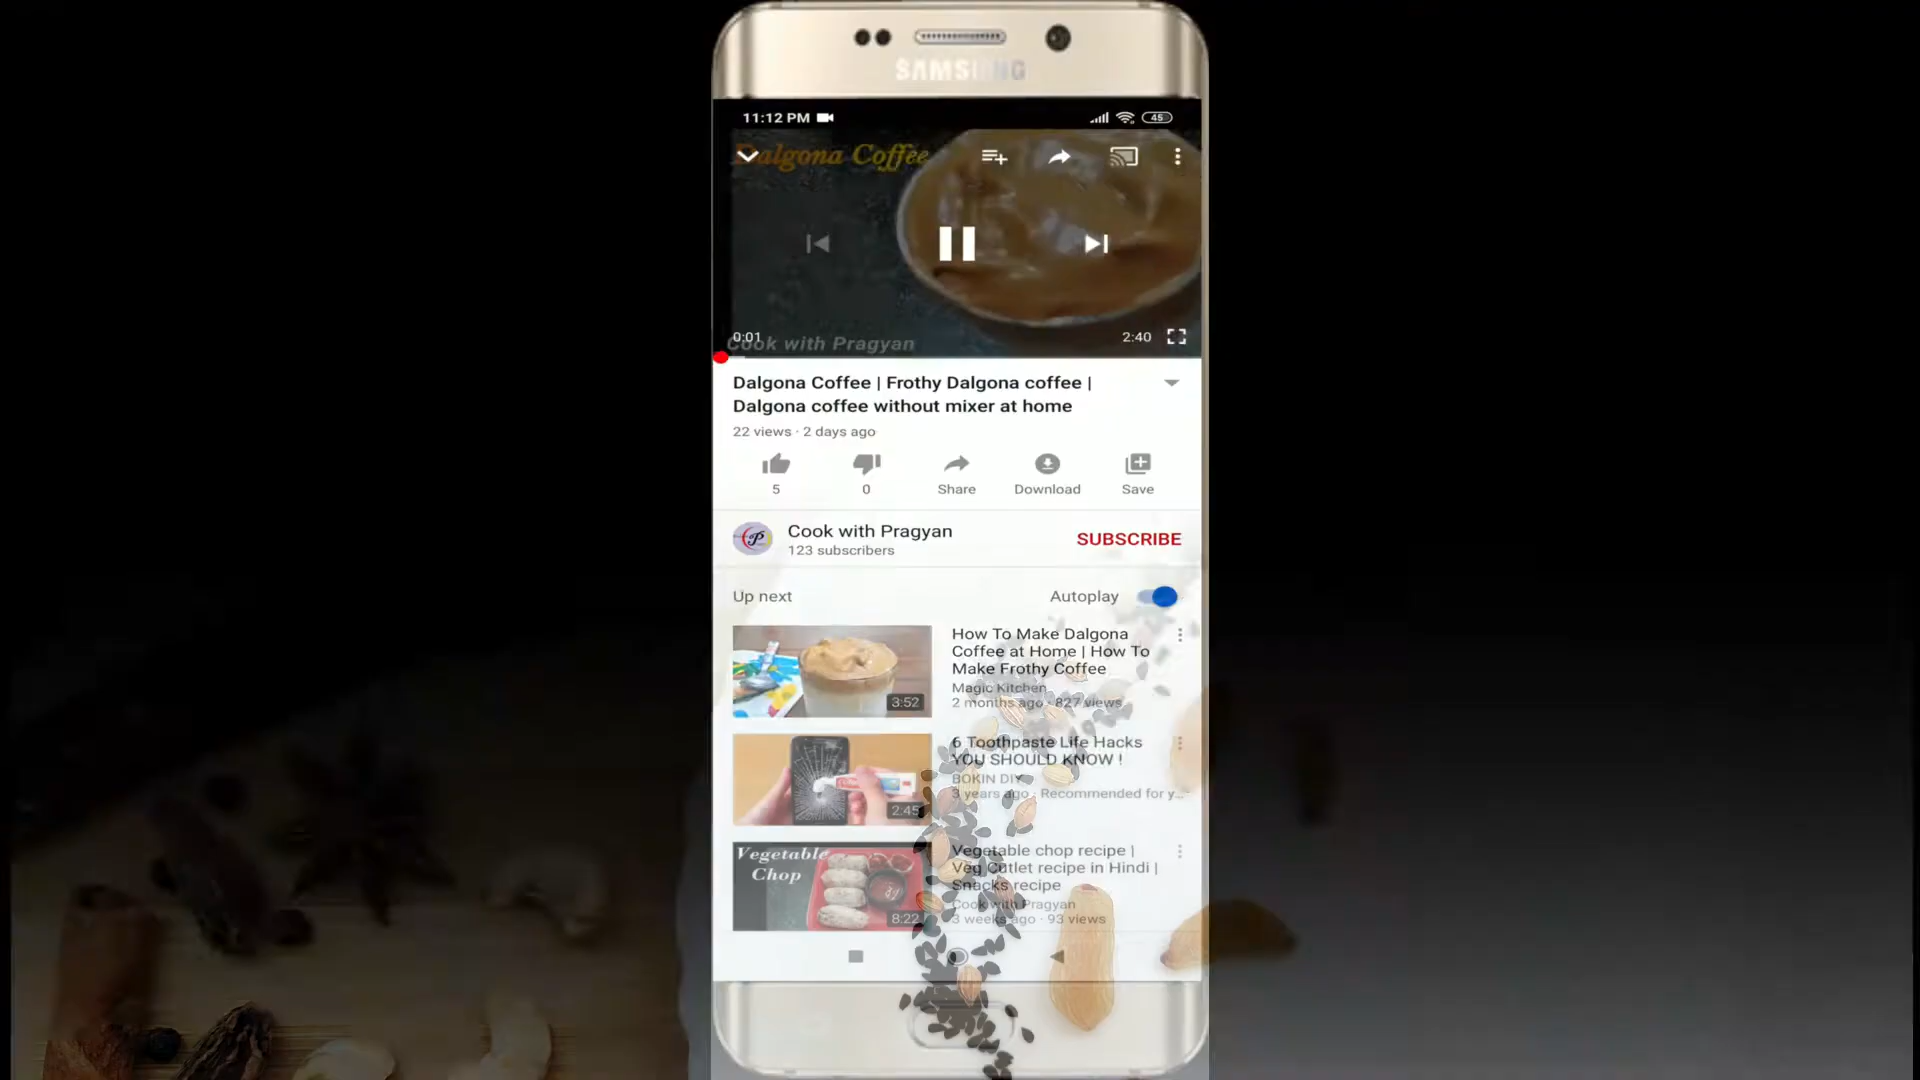 SAMSUNG
11:12 PM
45
Dalgona Coffee
0:01
2:40
Cook with Pragyan
Dalgona Coffee | Frothy Dalgona coffee |
Dalgona coffee without mixer at home
22 views · 2 days ago
5
0
Share
Download
Save
Cook with Pragyan
123 subscribers
SUBSCRIBE
Up next
Autoplay
How To Make Dalgona
Coffee at Home | How To
Make Frothy Coffee
Magic Kitchen
2 months ago · 827 views
3:52
6 Toothpaste Life Hacks
YOU SHOULD KNOW !
BOKIN DIY
3 years ago · Recommended for y...
2:45
Vegetable
Chop
8:22
Vegetable chop recipe |
Veg Cutlet recipe in Hindi |
Snacks recipe
Cook with Pragyan
3 weeks ago · 93 views